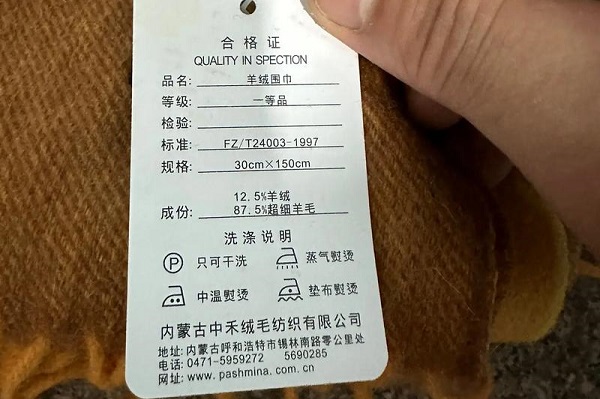 合格证
QUALITY IN SPECTION
品名: 羊绒围巾
等级: 一等品
检验:
标准: FZ/T24003-1997
规格: 30cm×150cm
12.5%羊绒
成份: 87.5%超细羊毛
洗涤说明
P 只可干洗 蒸气熨烫
中温熨烫 垫布熨烫
内蒙古中禾绒毛纺织有限公司
地址: 内蒙古呼和浩特市锡林南路零公里处
电话: 0471-5959272 5690285
网址: www.pashmina.com.cn